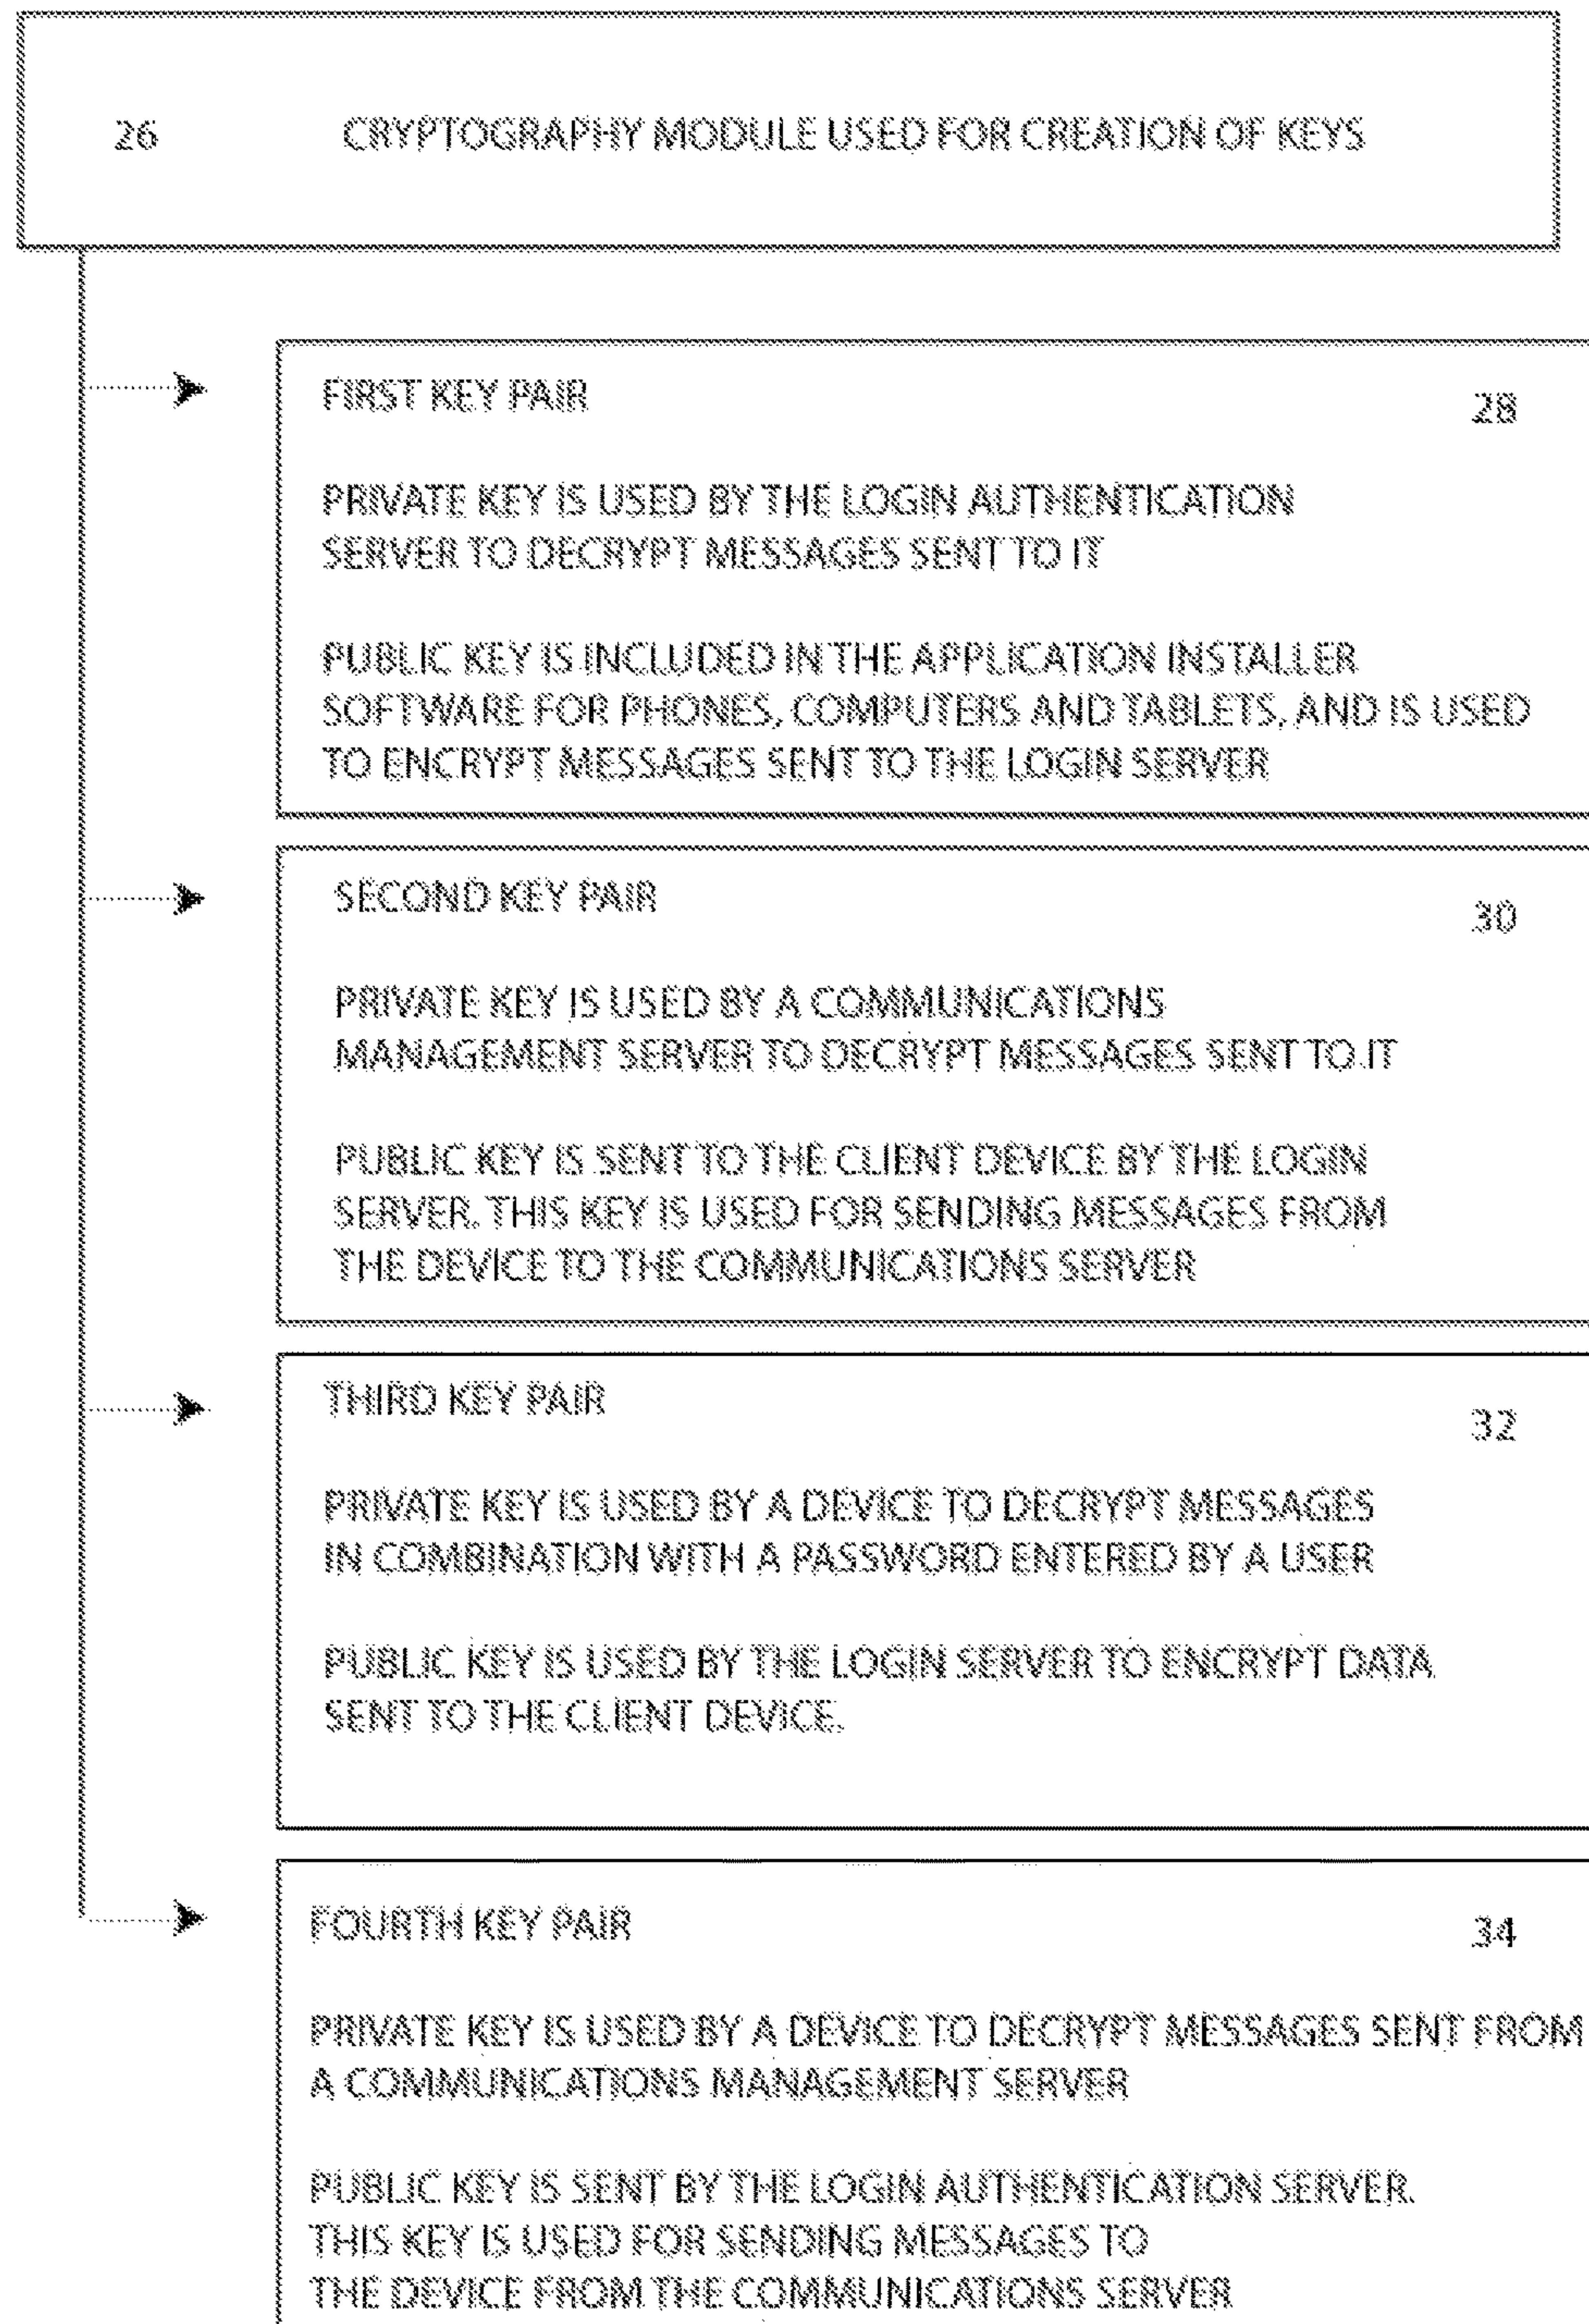 26 CRYPTOGRAPHY MODULE USED FOR CREATION OF KEYS
FIRST KEY PAIR
28
PRIVATE KEY IS USED BY THE LOGIN AUTHENTICATION
SERVER TO DECRYPT MESSAGES SENT TO IT
PUBLIC KEY IS INCLUDED IN THE APPLICATION INSTALLER
SOFTWARE FOR PHONES, COMPUTERS AND TABLETS, AND IS USED
TO ENCRYPT MESSAGES SENT TO THE LOGIN SERVER
SECOND KEY PAIR
30
PRIVATE KEY IS USED BY A COMMUNICATIONS
MANAGEMENT SERVER TO DECRYPT MESSAGES SENT TO IT
PUBLIC KEY IS SENT TO THE CLIENT DEVICE BY THE LOGIN
SERVER. THIS KEY IS USED FOR SENDING MESSAGES FROM
THE DEVICE TO THE COMMUNICATIONS SERVER
THIRD KEY PAIR
32
PRIVATE KEY IS USED BY A DEVICE TO DECRYPT MESSAGES
IN COMBINATION WITH A PASSWORD ENTERED BY A USER
PUBLIC KEY IS USED BY THE LOGIN SERVER TO ENCRYPT DATA
SENT TO THE CLIENT DEVICE.
FOURTH KEY PAIR
34
PRIVATE KEY IS USED BY A DEVICE TO DECRYPT MESSAGES SENT FROM
A COMMUNICATIONS MANAGEMENT SERVER
PUBLIC KEY IS SENT BY THE LOGIN AUTHENTICATION SERVER.
THIS KEY IS USED FOR SENDING MESSAGES TO
THE DEVICE FROM THE COMMUNICATIONS SERVER